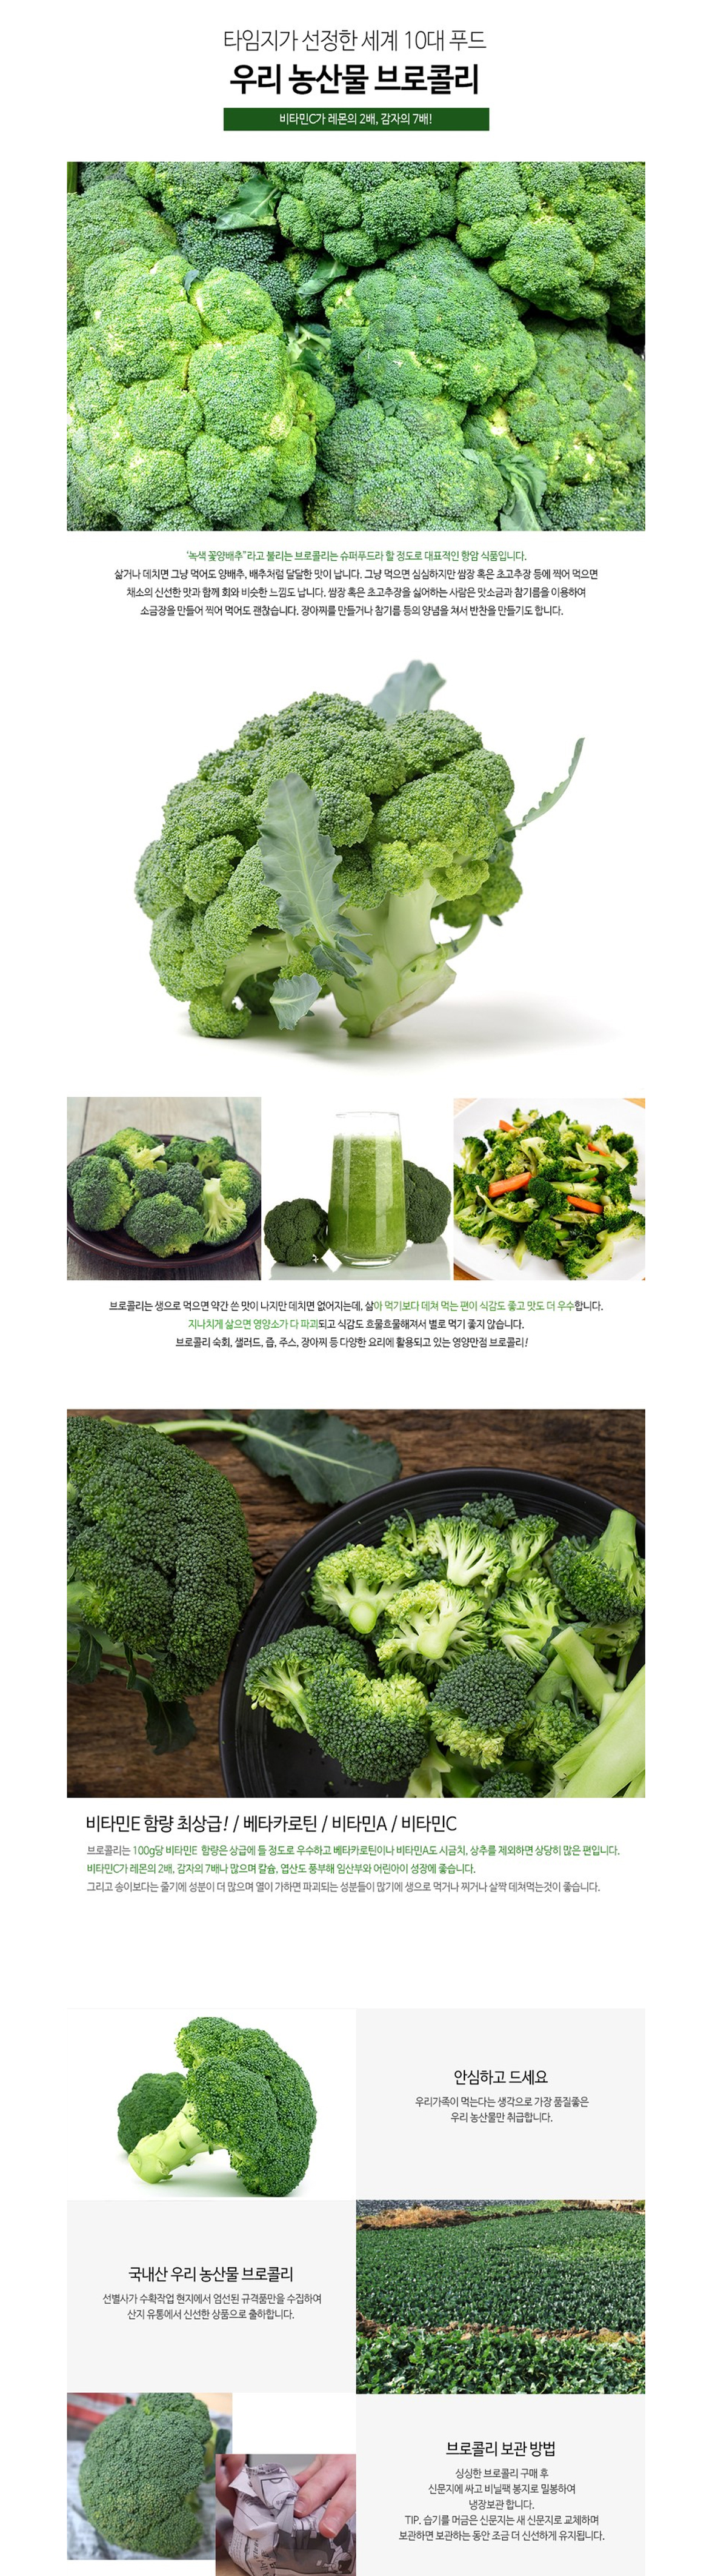 타임지가 선정한 세계 10대 푸드
우리 농산물 브로콜리
비타민C가 레몬의 2배, 감자의 7배!
'녹색 꽃양배추"라고 불리는 브로콜리는 슈퍼푸드라 할 정도로 대표적인 항암 식품입니다.
삶거나 데치면 그냥 먹어도 양배추, 배추처럼 달달한 맛이 납니다. 그냥 먹으면 심심하지만 쌈장 혹은 초고추장 등에 찍어 먹으면
채소의 신선한 맛과 함께 회와 비슷한 느낌도 납니다. 쌈장 혹은 초고추장을 싫어하는 사람은 맛소금과 참기름을 이용하여
소금장을 만들어 찍어 먹어도 괜찮습니다. 장아찌를 만들거나 참기름 등의 양념을 쳐서 반찬을 만들기도 합니다.
브로콜리는 생으로 먹으면 약간 쓴 맛이 나지만 데치면 없어지는데, 삶아 먹기보다 데쳐 먹는 편이 식감도 좋고 맛도 더 우수합니다.
지나치게 삶으면 영양소가 다 파괴되고 식감도 흐물흐물해져서 별로 먹기 좋지 않습니다.
브로콜리 숙회, 샐러드, 즙, 주스, 장아찌 등 다양한 요리에 활용되고 있는 영양만점 브로콜리!
비타민E 함량 최상급! / 베타카로틴 / 비타민A / 비타민C
브로콜리는 100g당 비타민E 함량은 상급에 들 정도로 우수하고 베타카로틴이나 비타민A도 시금치, 상추를 제외하면 상당히 많은 편입니다.
비타민C가 레몬의 2배, 감자의 7배나 많으며 칼슘, 엽산도 풍부해 임산부와 어린아이 성장에 좋습니다.
그리고 송이보다는 줄기에 성분이 더 많으며 열이 가하면 파괴되는 성분들이 많기에 생으로 먹거나 찌거나 살짝 데쳐먹는것이 좋습니다.
안심하고 드세요
우리가족이 먹는다는 생각으로 가장 품질좋은
우리 농산물만 취급합니다.
국내산 우리 농산물 브로콜리
선별사가 수확작업 현지에서 엄선된 규격품만을 수집하여
산지 유통에서 신선한 상품으로 출하합니다.
브로콜리 보관 방법
싱싱한 브로콜리 구매 후
신문지에 싸고 비닐팩 봉지로 밀봉하여
냉장보관 합니다.
TIP. 습기를 머금은 신문지는 새 신문지로 교체하며
보관하면 보관하는 동안 조금 더 신선하게 유지됩니다.